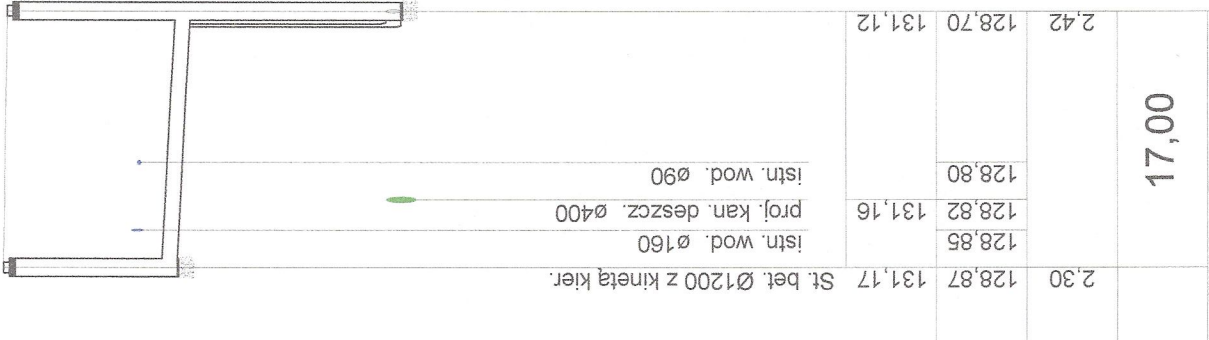 2,30 128,87 131,17 St. bet. Ø1200 z kinetą kier.
128,85 istn. wod. ø160
128,82 131,16 proj. kan. deszcz. ø400
128,80 istn. wod. ø90
17,00
2,42 128,70 131,12